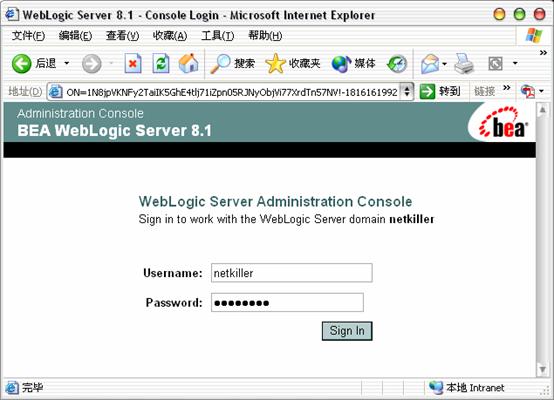 WebLogic Server 8.1 - Console Login - Microsoft Internet Explorer
文件(F) 编辑(E) 查看(V) 收藏(A) 工具(T) 帮助(H) »
后退 搜索 收藏夹 媒体 »
地址(D) ON=1N8jpVKNFy2TaiIK5GhE4tlj71iZpn05RJNyObjVi77XrdTn57NV!-1816161992 转到 链接 »
Administration Console
BEA WebLogic Server 8.1
bea
WebLogic Server Administration Console
Sign in to work with the WebLogic Server domain netkiller
Username: netkiller
Password: ●●●●●●●●
Sign In
完毕 本地 Intranet